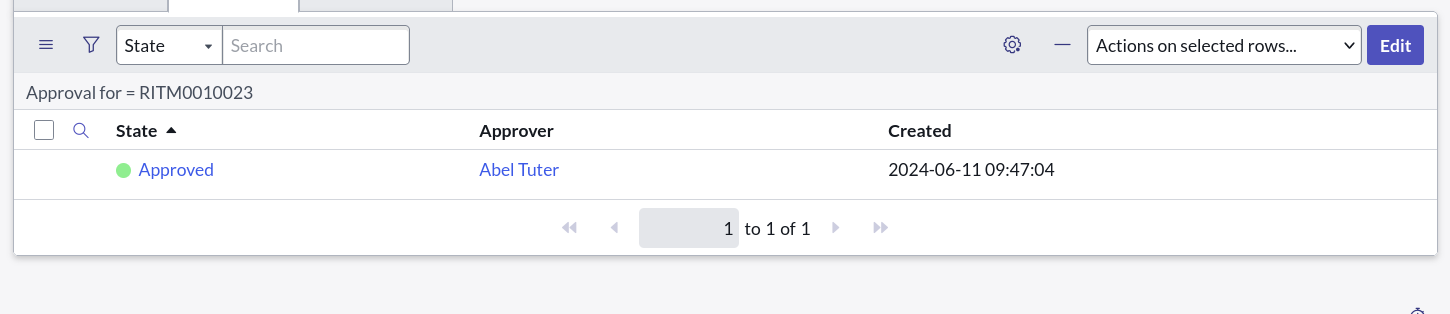 State Search Actions on selected rows... Edit
Approval for = RITM0010023
State Approver Created
Approved Abel Tuter 2024-06-11 09:47:04
1 to 1 of 1